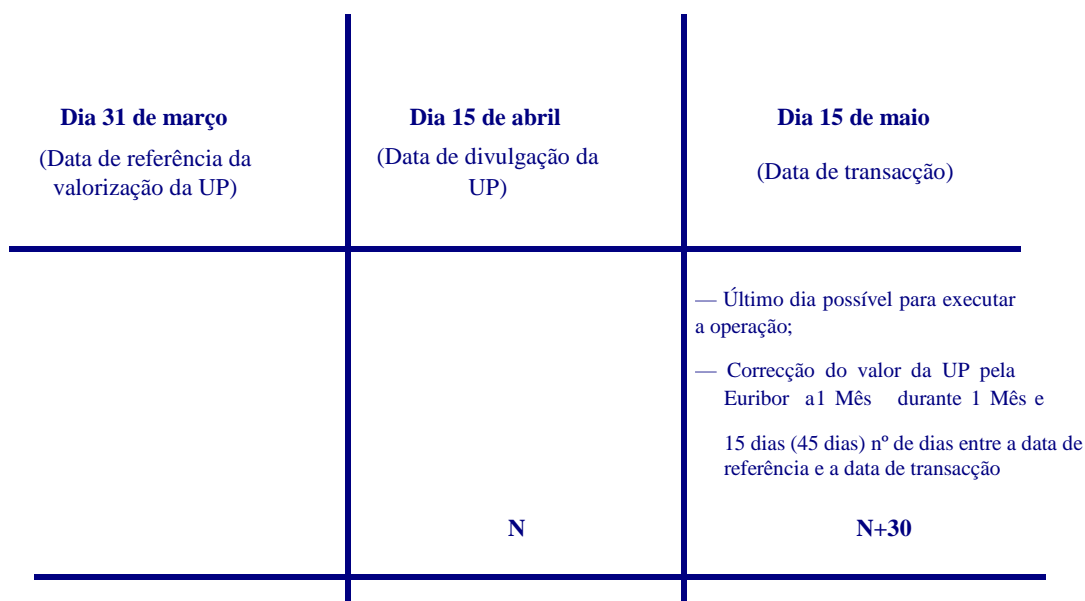 Dia 31 de março
(Data de referência da
valorização da UP)
Dia 15 de abril
(Data de divulgação da
UP)
Dia 15 de maio
(Data de transacção)
— Último dia possível para executar
a operação;
— Correcção do valor da UP pela
Euribor a1 Mês durante 1 Mês e
15 dias (45 dias) nº de dias entre a data de
referência e a data de transacção
N
N+30